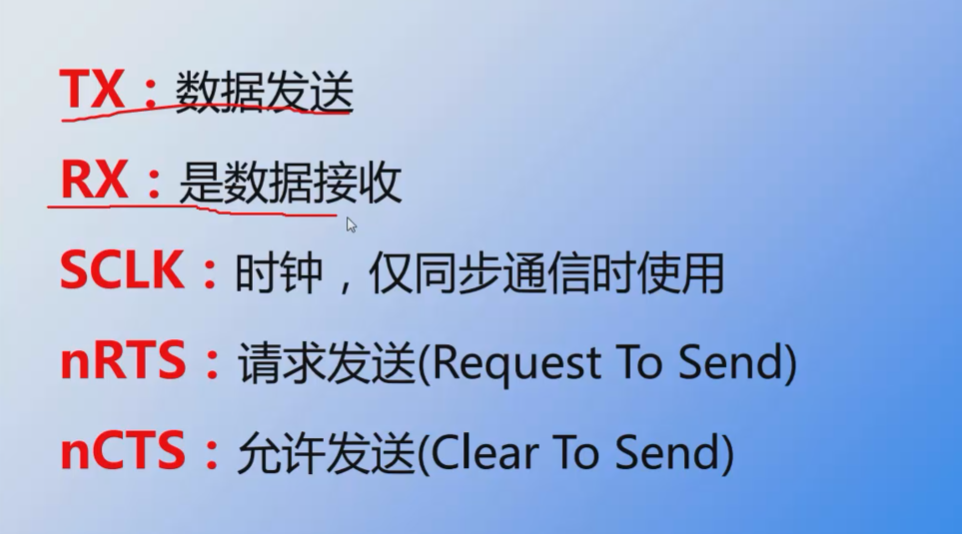 TX：数据发送
RX：是数据接收
SCLK：时钟，仅同步通信时使用
nRTS：请求发送(Request To Send)
nCTS：允许发送(Clear To Send)